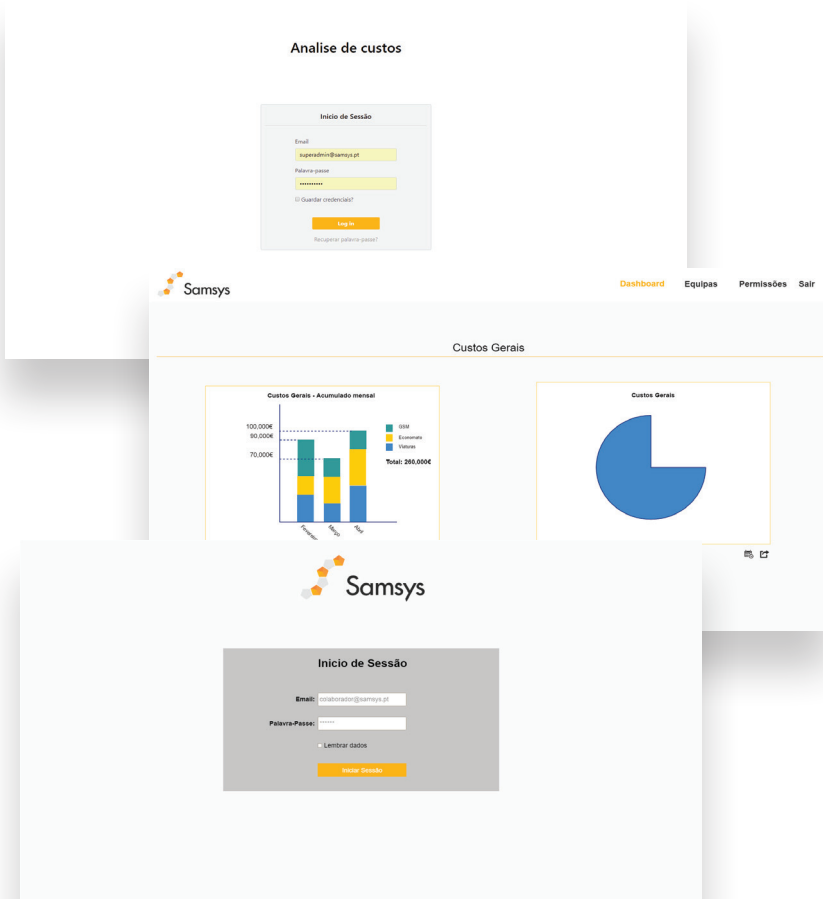 Analise de custos
Inicio de Sessão
Email
superadmin@samsys.pt
Palavra-passe
••••••••••
Guardar credenciais?
Log in
Recuperar palavra-passe?
Samsys
Dashboard Equipas Permissões Sair
Custos Gerais
Custos Gerais - Acumulado mensal
100,000€
90,000€
70,000€
GSM
Economato
Viaturas
Total: 260,000€
Fevereiro
Março
Abril
Custos Gerais
Samsys
Inicio de Sessão
Email: colaborador@samsys.pt
Palavra-Passe: ******
Lembrar dados
Iniciar Sessão